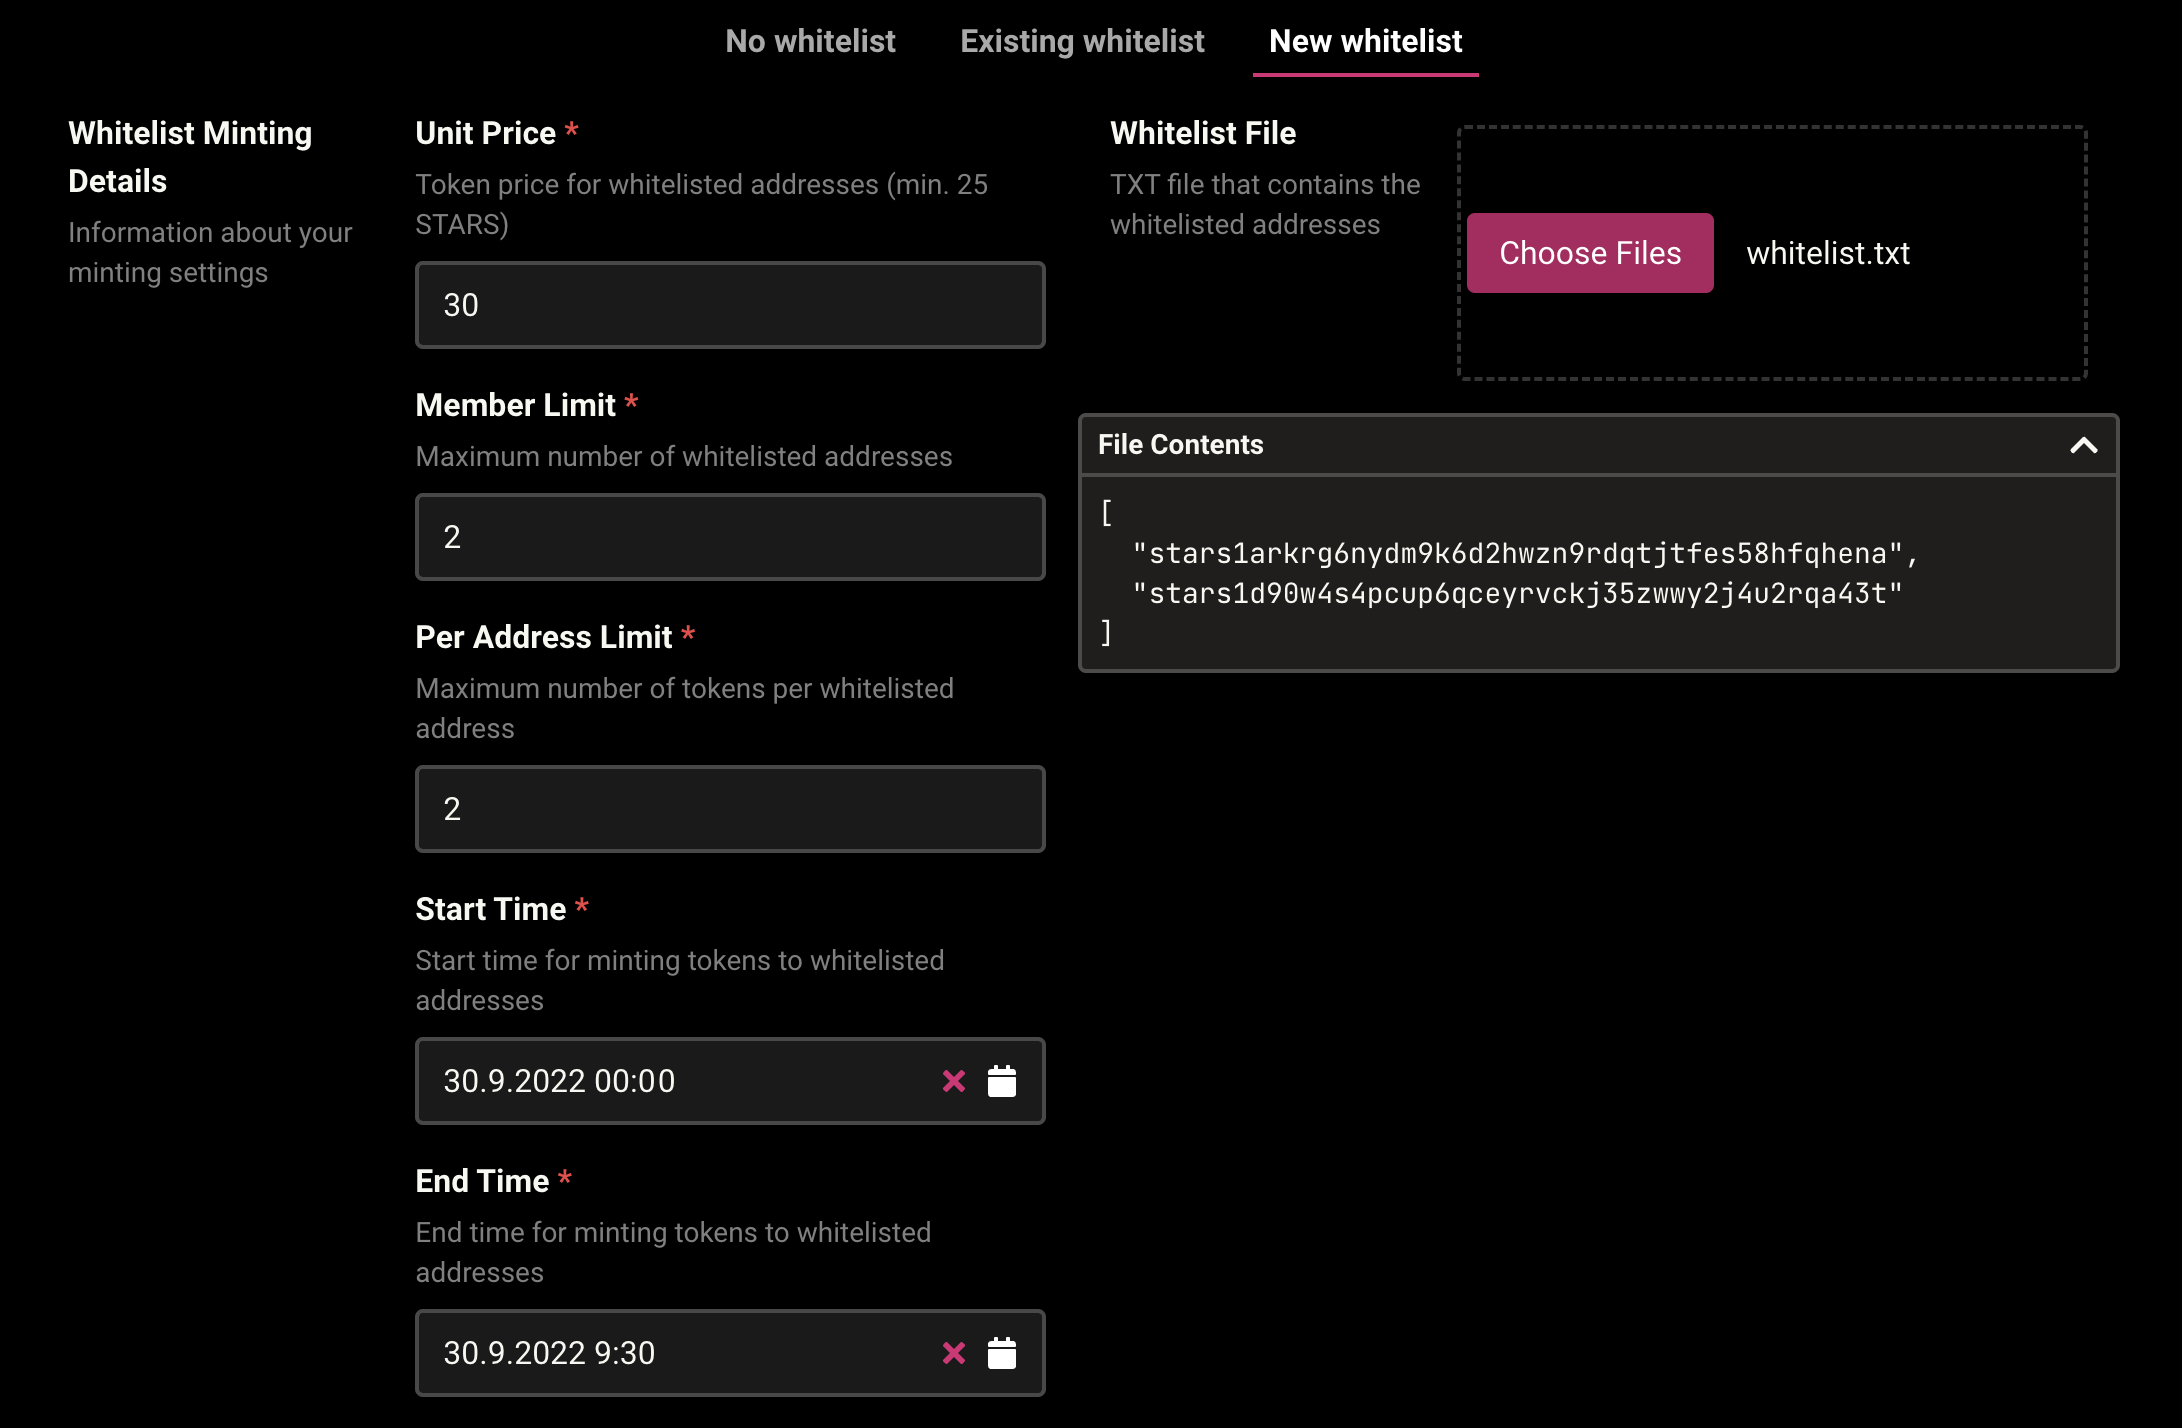 No whitelist
Existing whitelist
New whitelist
Whitelist Minting
Details
Information about your
minting settings
Unit Price *
Token price for whitelisted addresses (min. 25
STARS)
30
Member Limit *
Maximum number of whitelisted addresses
2
Per Address Limit *
Maximum number of tokens per whitelisted
address
2
Start Time *
Start time for minting tokens to whitelisted
addresses
30.9.2022 00:00
End Time *
End time for minting tokens to whitelisted
addresses
30.9.2022 9:30
Whitelist File
TXT file that contains the
whitelisted addresses
Choose Files
whitelist.txt
File Contents
[
"stars1arkrg6nydm9k6d2hwzn9rdqtjtfes58hfqhena",
"stars1d90w4s4pcup6qceyrvckj35zwwy2j4u2rqa43t"
]